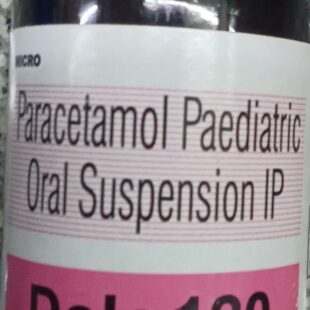 MICRO
Paracetamol Paediatric
Oral Suspension IP